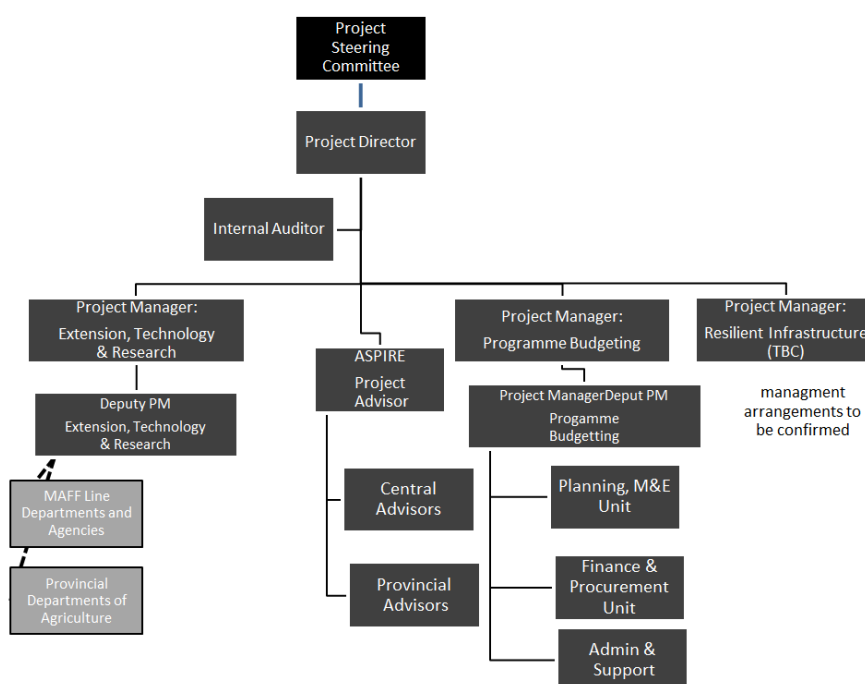 Project
Steering
Committee
Project Director
Internal Auditor
Project Manager:
Extension, Technology
& Research
Deputy PM
Extension, Technology
& Research
MAFF Line
Departments and
Agencies
Provincial
Departments of
Agriculture
ASPIRE
Project
Advisor
Central
Advisors
Provincial
Advisors
Project Manager:
Programme Budgeting
Project ManagerDeput PM
Progamme
Budgetting
Planning, M&E
Unit
Finance &
Procurement
Unit
Admin &
Support
Project Manager:
Resilient Infrastructure
(TBC)
managment
arrangements to
be confirmed